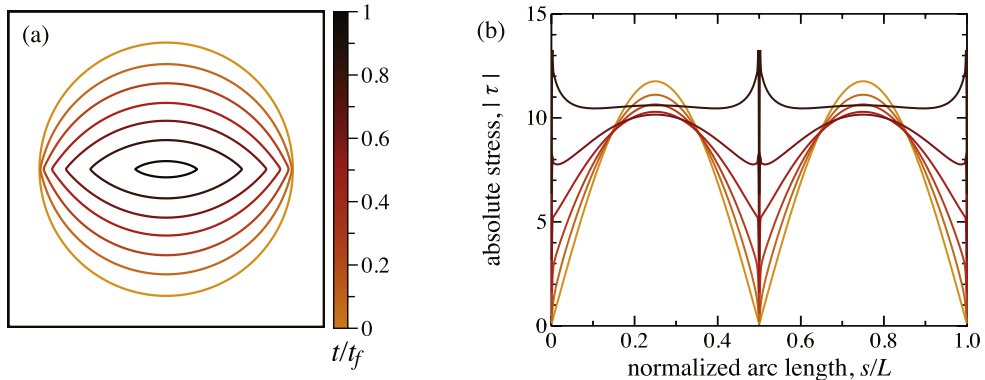 (a)
1
0.8
0.6
0.4
0.2
0
t/t_f
(b)
absolute stress, | τ |
15
10
5
0
0 0.2 0.4 0.6 0.8 1.0
normalized arc length, s/L